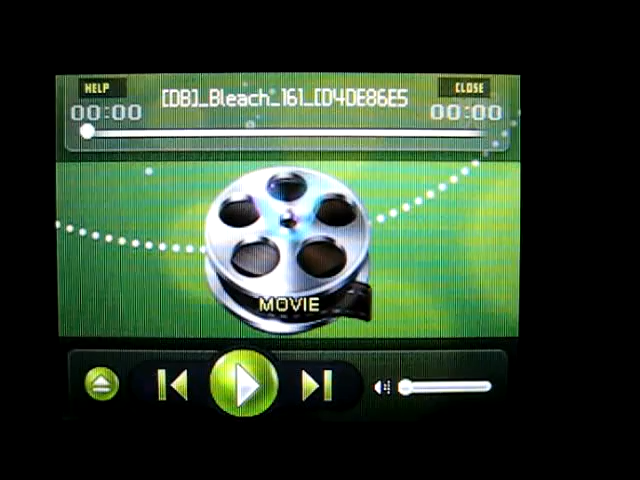 HELP
CLOSE
00:00
[DB]_Bleach_161_[D4DE86E5
00:00
MOVIE